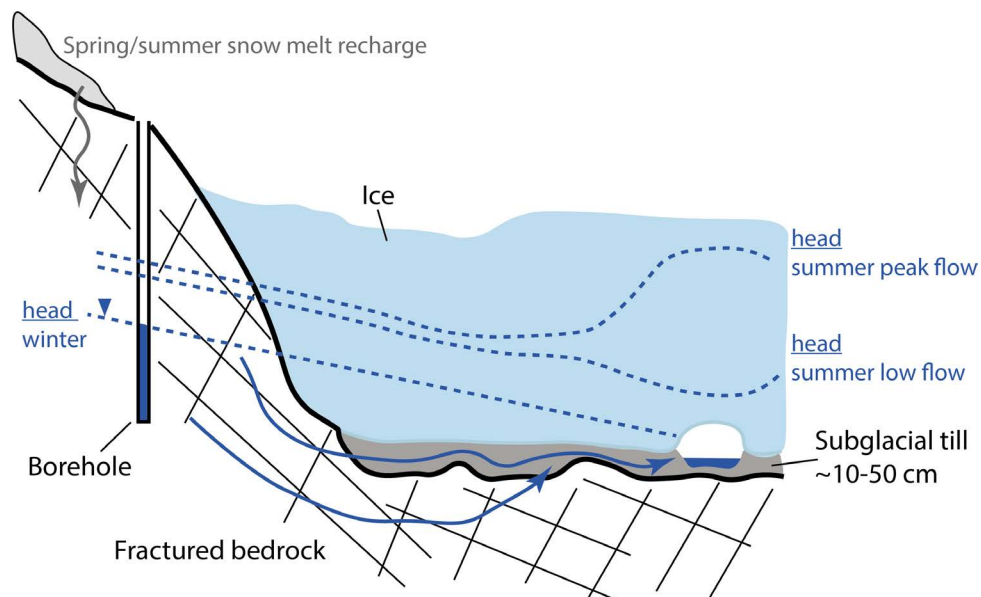 Spring/summer snow melt recharge
Ice
head
summer peak flow
head
winter
head
summer low flow
Borehole
Subglacial till
~10-50 cm
Fractured bedrock